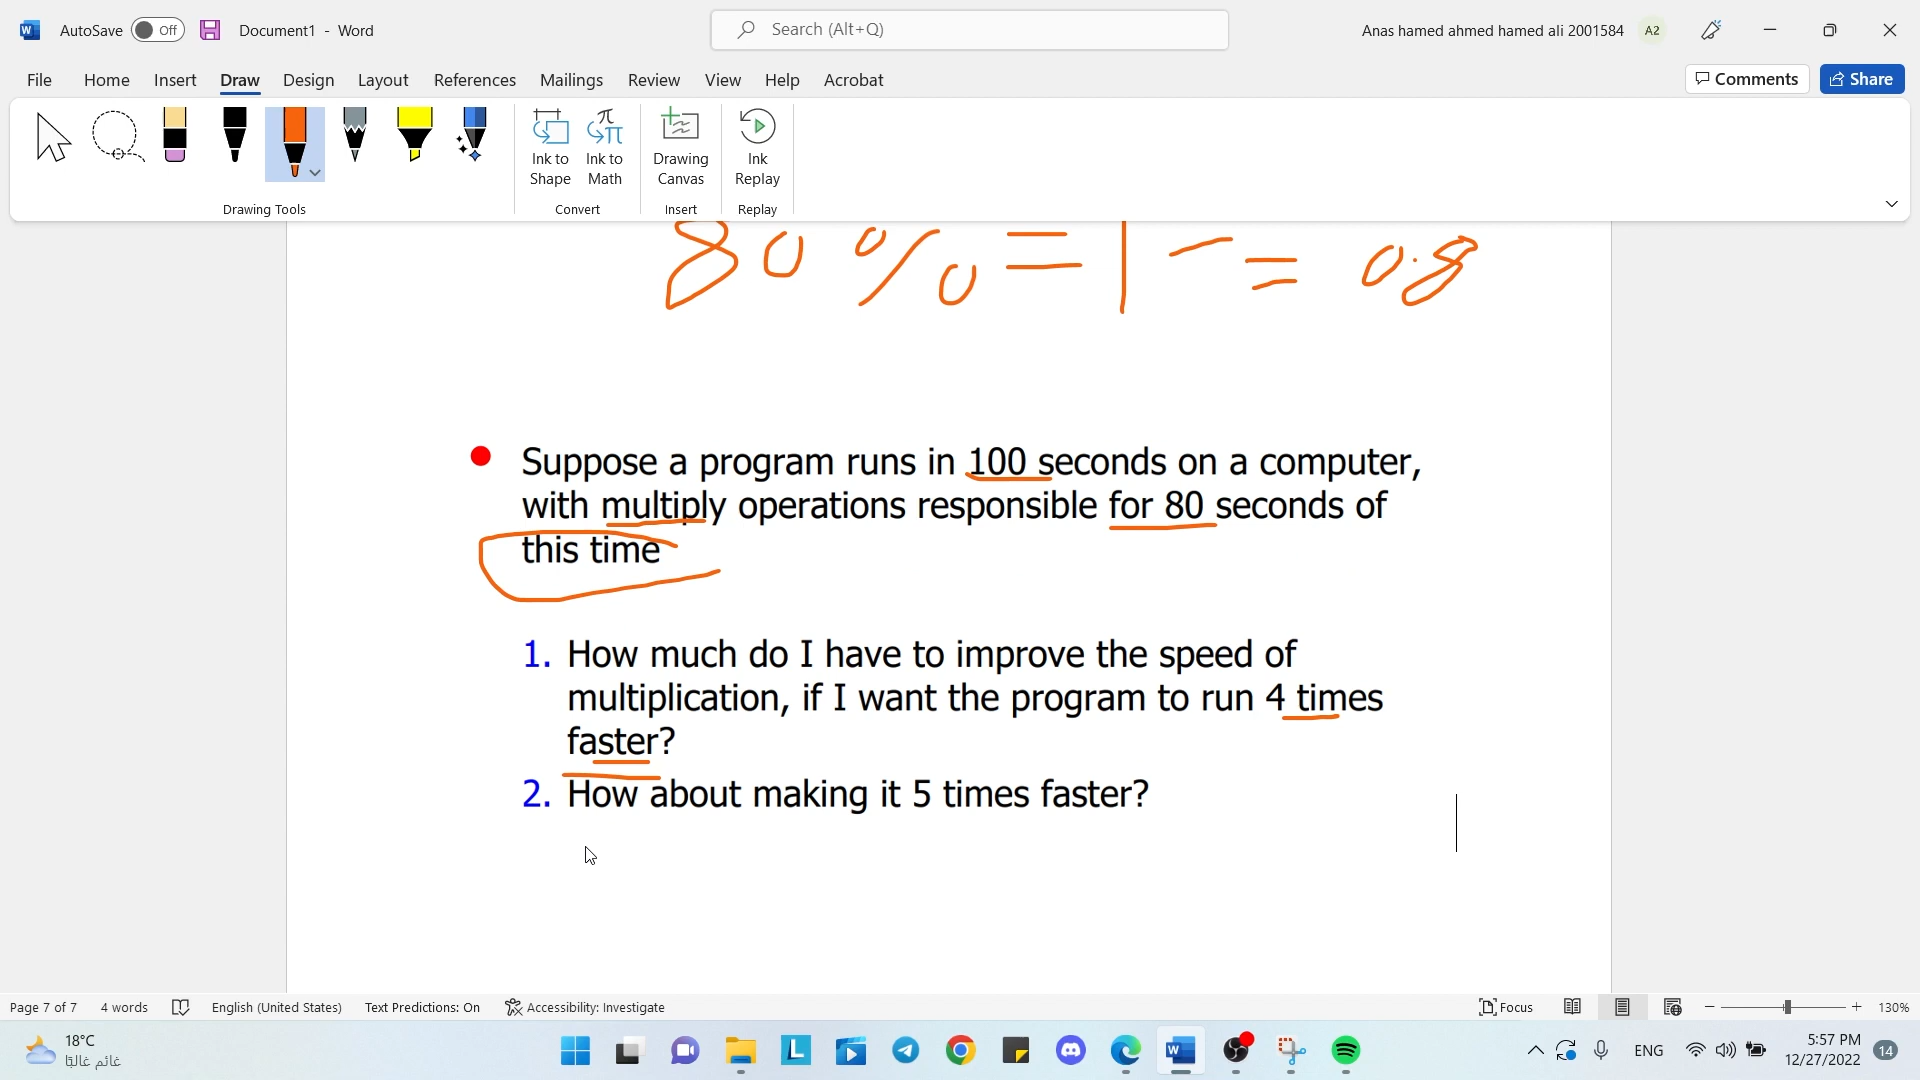 AutoSave Off Document1 - Word Search (Alt+Q) Anas hamed ahmed hamed ali 2001584 A2
File Home Insert Draw Design Layout References Mailings Review View Help Acrobat Comments Share
Ink to Shape
Ink to Math
Drawing Canvas
Ink Replay
Drawing Tools Convert Insert Replay
80 % = 1 - = 0.8
Suppose a program runs in 100 seconds on a computer,
with multiply operations responsible for 80 seconds of
this time
1. How much do I have to improve the speed of
multiplication, if I want the program to run 4 times
faster?
2. How about making it 5 times faster?
Page 7 of 7 4 words English (United States) Text Predictions: On Accessibility: Investigate Focus 130%
18°C
غائم غالبًا
ENG
5:57 PM
12/27/2022
14